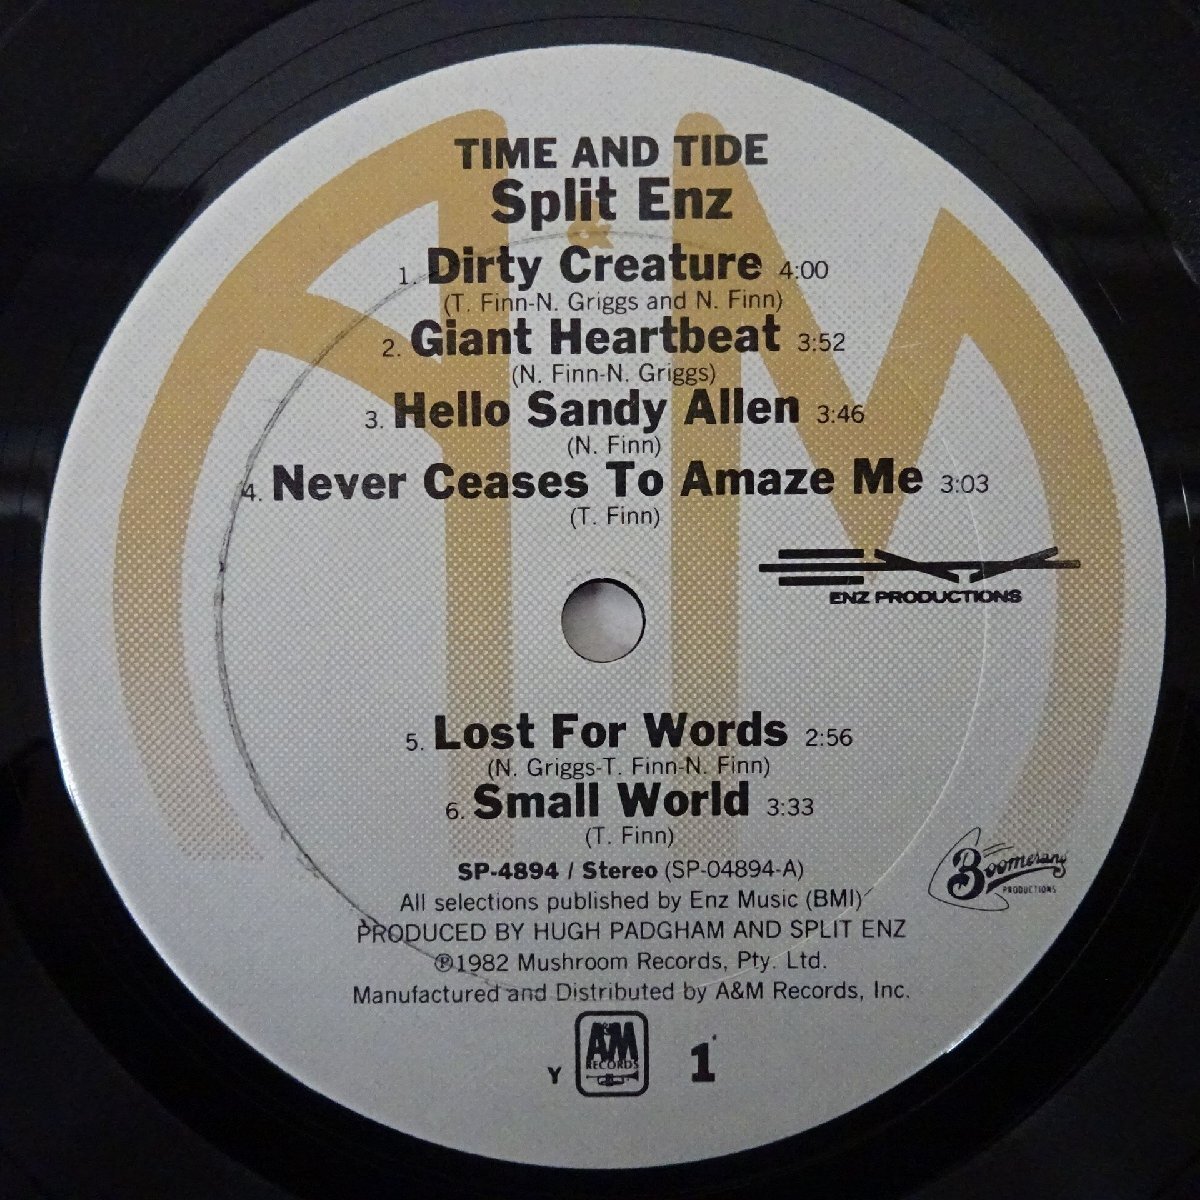 TIME AND TIDE
Split Enz
1. Dirty Creature 4:00
(T. Finn-N. Griggs and N. Finn)
2. Giant Heartbeat 3:52
(N. Finn-N. Griggs)
3. Hello Sandy Allen 3:46
(N. Finn)
4. Never Ceases To Amaze Me 3:03
(T. Finn)
ENZ PRODUCTIONS
5. Lost For Words 2:56
(N. Griggs-T. Finn-N. Finn)
6. Small World 3:33
(T. Finn)
SP-4894 / Stereo (SP-04894-A)
Boomerang
PRODUCTIONS
All selections published by Enz Music (BMI)
PRODUCED BY HUGH PADGHAM AND SPLIT ENZ
℗1982 Mushroom Records, Pty. Ltd.
Manufactured and Distributed by A&M Records, Inc.
Y
A&M
RECORDS
1